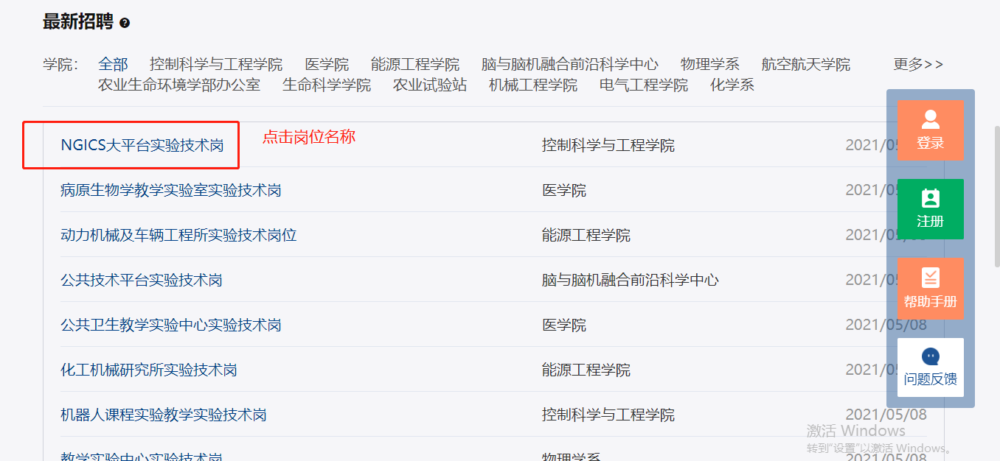 最新招聘 ?
学院： 全部 控制科学与工程学院 医学院 能源工程学院 脑与脑机融合前沿科学中心 物理学系 航空航天学院 更多>>
农业生命环境学部办公室 生命科学学院 农业试验站 机械工程学院 电气工程学院 化学系
NGICS大平台实验技术岗 点击岗位名称 控制科学与工程学院 2021/05
登录
病原生物学教学实验室实验技术岗 医学院 2021/05
注册
动力机械及车辆工程所实验技术岗位 能源工程学院 2021/05/08
公共技术平台实验技术岗 脑与脑机融合前沿科学中心 2021/05
帮助手册
公共卫生教学实验中心实验技术岗 医学院 2021/05/08
化工机械研究所实验技术岗 能源工程学院 2021/05
问题反馈
机器人课程实验教学实验技术岗 控制科学与工程学院 2021/05/08
激活 Windows
转到“设置”以激活 Windows。
教学实验中心实验技术岗 物理学系 2021/05/08